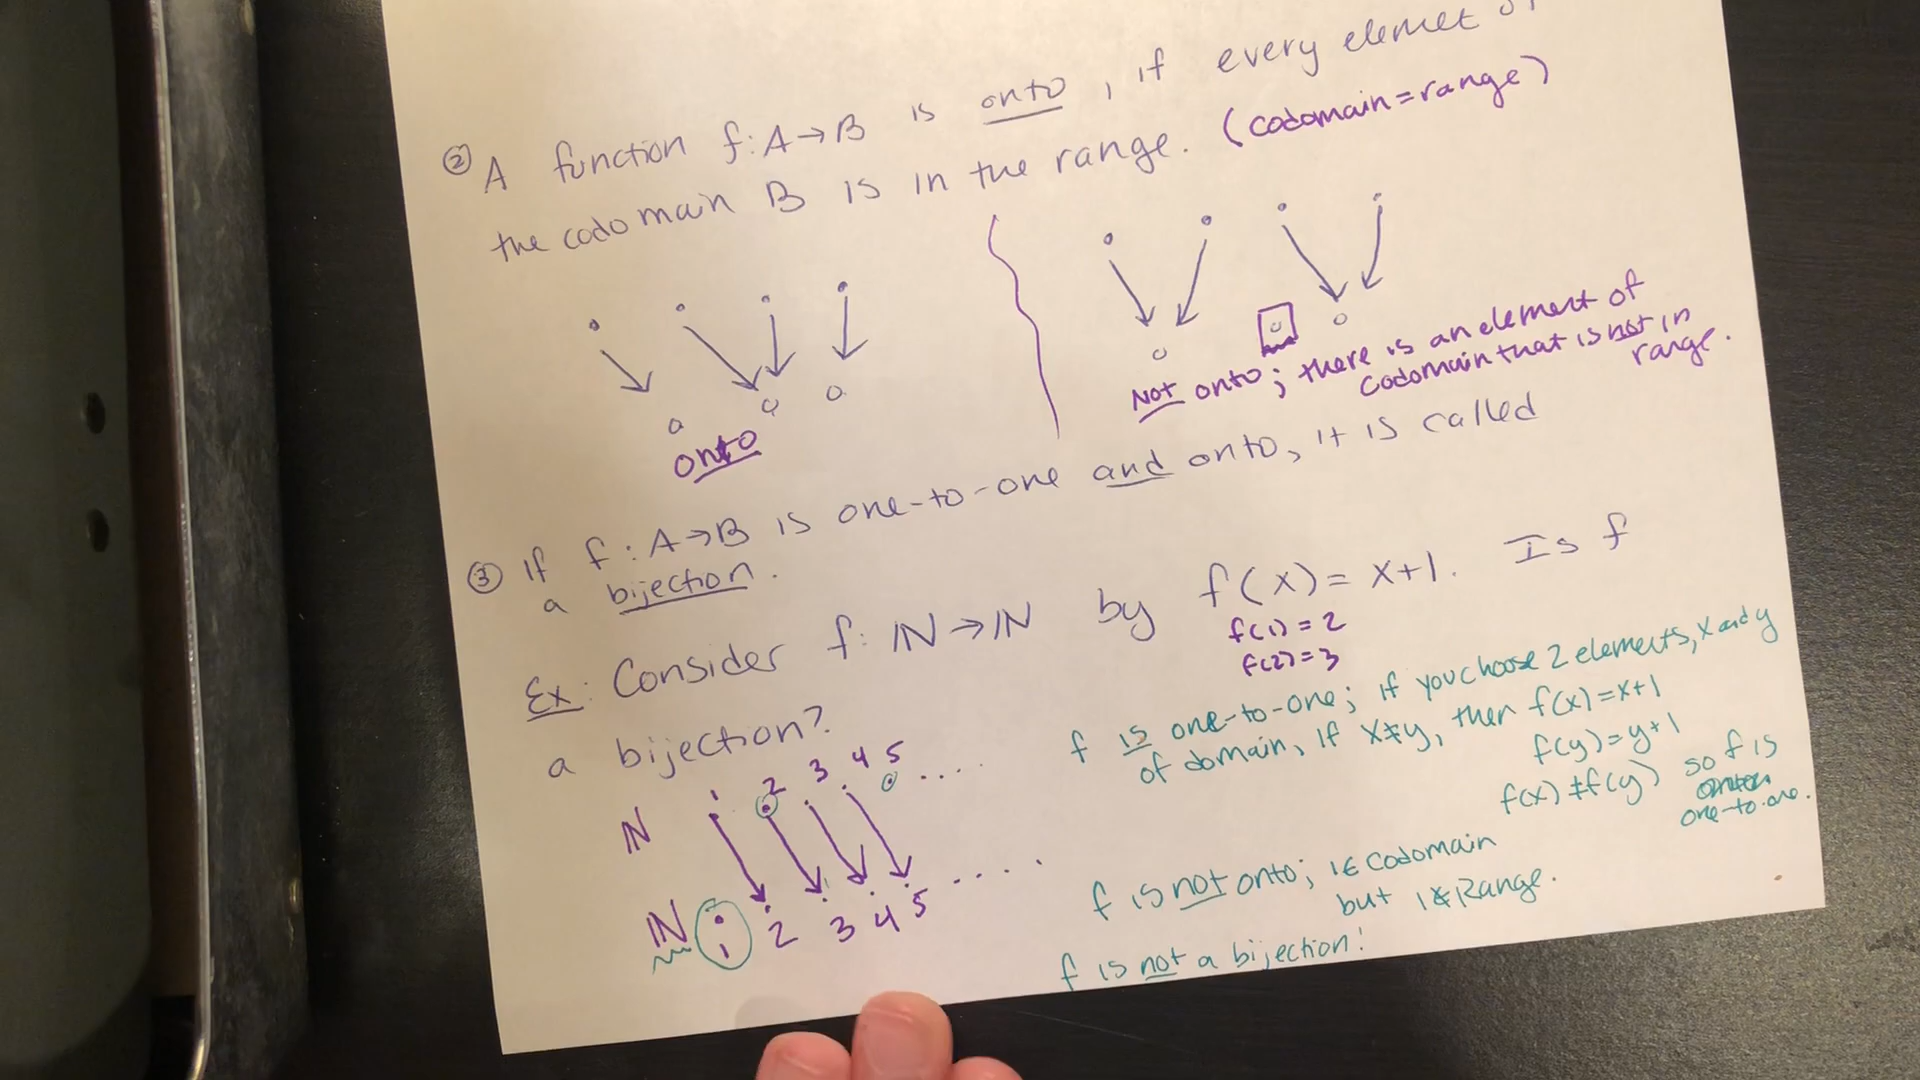 ② A function f: A→B is onto, if every elemet of
the codomain B is in the range. (codomain=range)
onto
Not onto; there is an element of
Codomain that is not in
range.
③ If f: A→B is one-to-one and onto, it is called
a bijection.
Ex: Consider f: ℕ→ℕ by f(x)= x+1. Is f
a bijection?
f(1)=2
f(2)=3
ℕ 1 2 3 4 5 ....
ℕ 1 2 3 4 5 ....
f is one-to-one; if you choose 2 elements, x and y
of domain, if x≠y, then f(x)=x+1
f(y)=y+1
f(x)≠f(y) so f is
one-to-one.
f is not onto; 1∈ Codomain
but 1∉Range.
f is not a bijection!